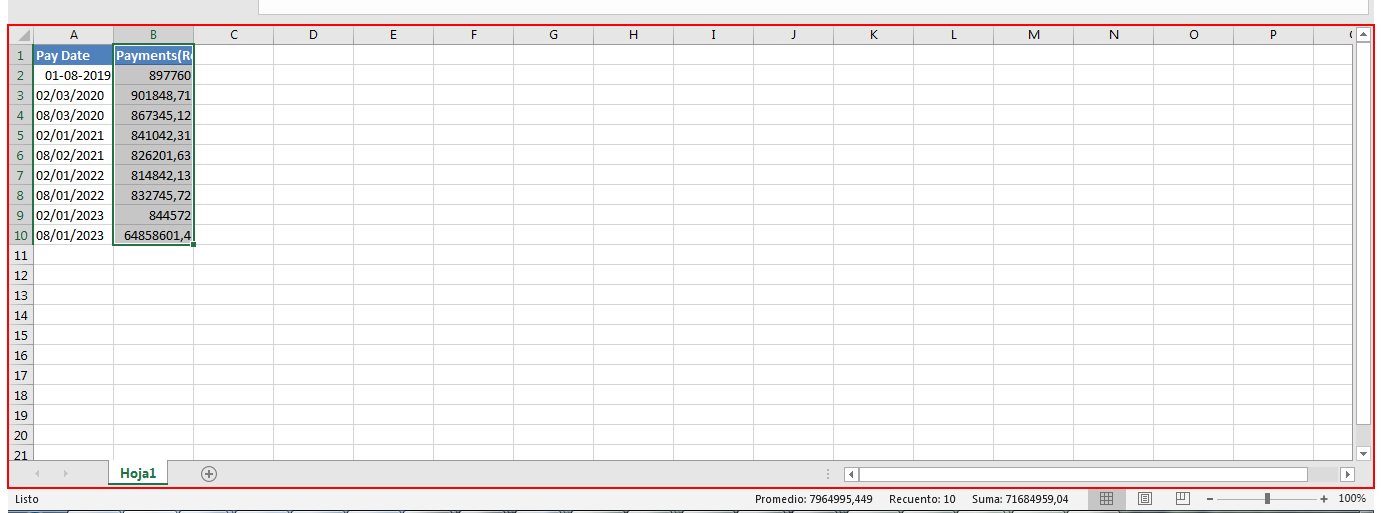 A B C D E F G H I J K L M N O P
1 Pay Date Payments(R
2 01-08-2019 897760
3 02/03/2020 901848,71
4 08/03/2020 867345,12
5 02/01/2021 841042,31
6 08/02/2021 826201,63
7 02/01/2022 814842,13
8 08/01/2022 832745,72
9 02/01/2023 844572
10 08/01/2023 64858601,4
11
12
13
14
15
16
17
18
19
20
21
Hoja1
Listo Promedio: 7964995,449 Recuento: 10 Suma: 71684959,04 100%